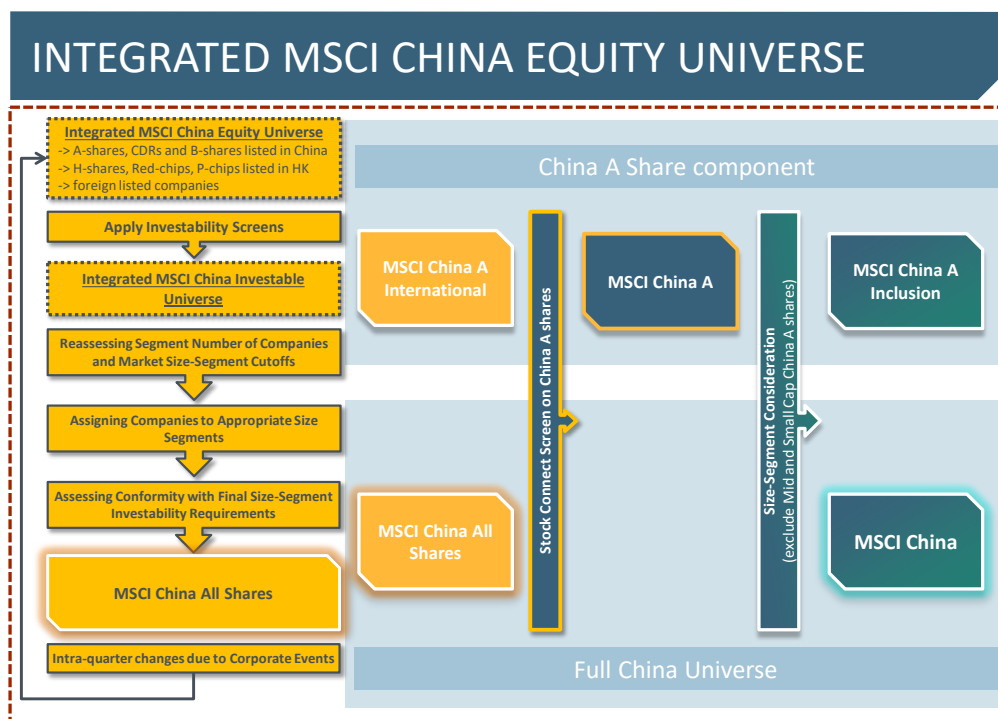 INTEGRATED MSCI CHINA EQUITY UNIVERSE
Integrated MSCI China Equity Universe
-> A-shares, CDRs and B-shares listed in China
-> H-shares, Red-chips, P-chips listed in HK
-> foreign listed companies
Apply Investability Screens
Integrated MSCI China Investable
Universe
Reassessing Segment Number of Companies
and Market Size-Segment Cutoffs
Assigning Companies to Appropriate Size
Segments
Assessing Conformity with Final Size-Segment
Investability Requirements
MSCI China All Shares
Intra-quarter changes due to Corporate Events
China A Share component
MSCI China A
International
MSCI China All
Shares
Stock Connect Screen on China A shares
MSCI China A
Size-Segment Consideration
(exclude Mid and Small Cap China A shares)
MSCI China A
Inclusion
MSCI China
Full China Universe